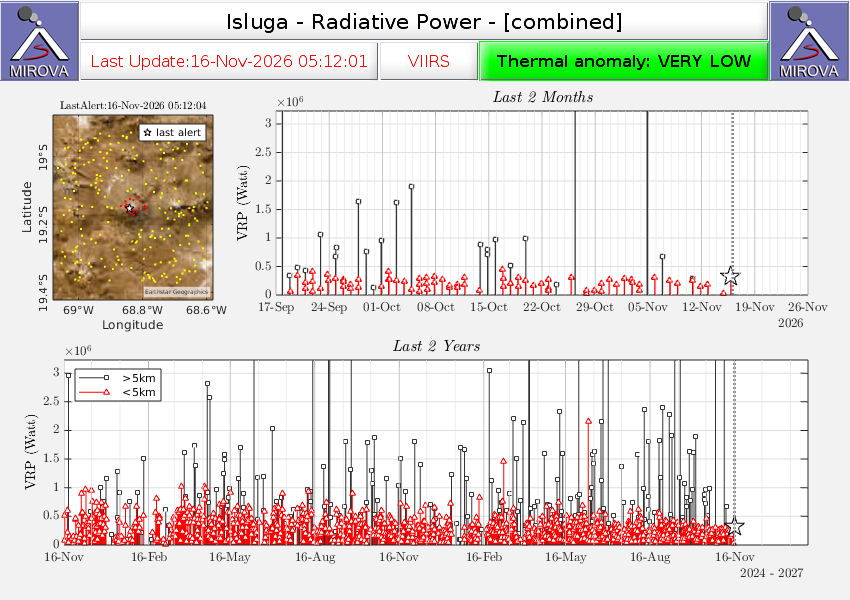 Isluga - Radiative Power - [combined]
MIROVA
Last Update:16-Nov-2026 05:12:01
VIIRS
Thermal anomaly: VERY LOW
MIROVA
LastAlert:16-Nov-2026 05:12:04
last alert
19°S
19.2°S
19.4°S
Latitude
Earthstar Geographics
69°W
68.8°W
68.6°W
Longitude
Last 2 Months
×10⁶
VRP (Watt)
3
2.5
2
1.5
1
0.5
0
17-Sep
24-Sep
01-Oct
08-Oct
15-Oct
22-Oct
29-Oct
05-Nov
12-Nov
19-Nov
26-Nov
2026
Last 2 Years
×10⁶
VRP (Watt)
3
2.5
2
1.5
1
0.5
0
>5km
<5km
16-Nov
16-Feb
16-May
16-Aug
16-Nov
16-Feb
16-May
16-Aug
16-Nov
2024 - 2027